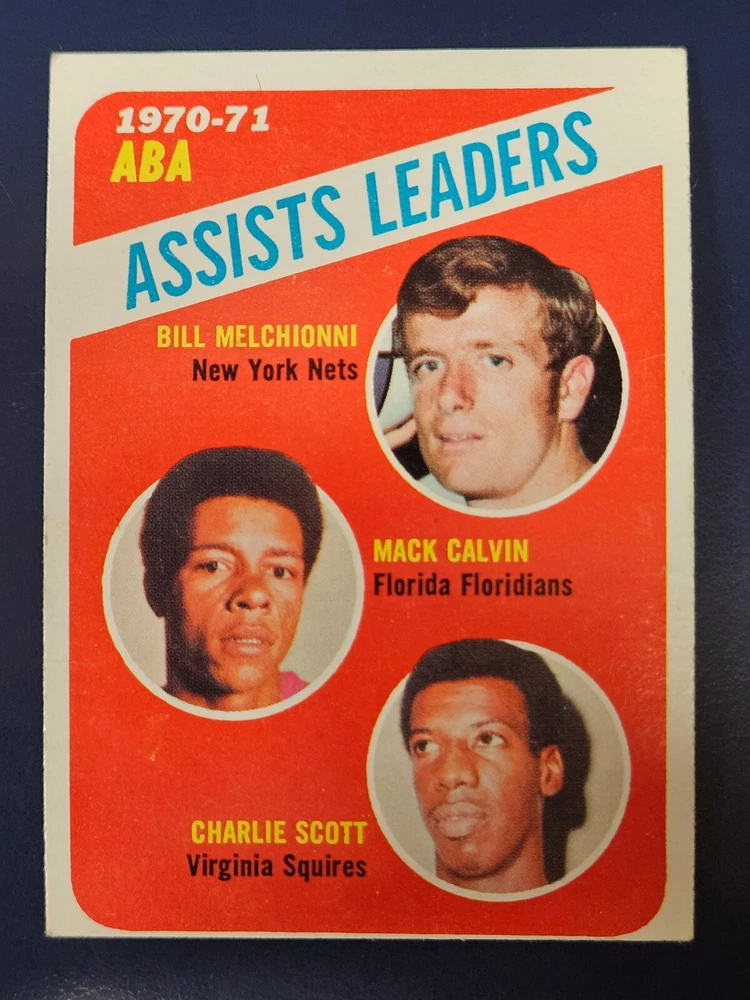 1970-71
ABA
ASSISTS LEADERS
BILL MELCHIONNI
New York Nets
MACK CALVIN
Florida Floridians
CHARLIE SCOTT
Virginia Squires